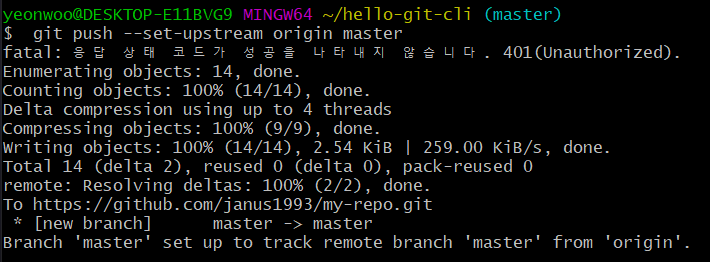 yeonwoo@DESKTOP-E11BVG9 MINGW64 ~/hello-git-cli (master)
$  git push --set-upstream origin master
fatal: 응답 상태 코드가 성공을 나타내지 않습니다. 401(Unauthorized).
Enumerating objects: 14, done.
Counting objects: 100% (14/14), done.
Delta compression using up to 4 threads
Compressing objects: 100% (9/9), done.
Writing objects: 100% (14/14), 2.54 KiB | 259.00 KiB/s, done.
Total 14 (delta 2), reused 0 (delta 0), pack-reused 0
remote: Resolving deltas: 100% (2/2), done.
To https://github.com/janus1993/my-repo.git
 * [new branch]      master -> master
Branch 'master' set up to track remote branch 'master' from 'origin'.